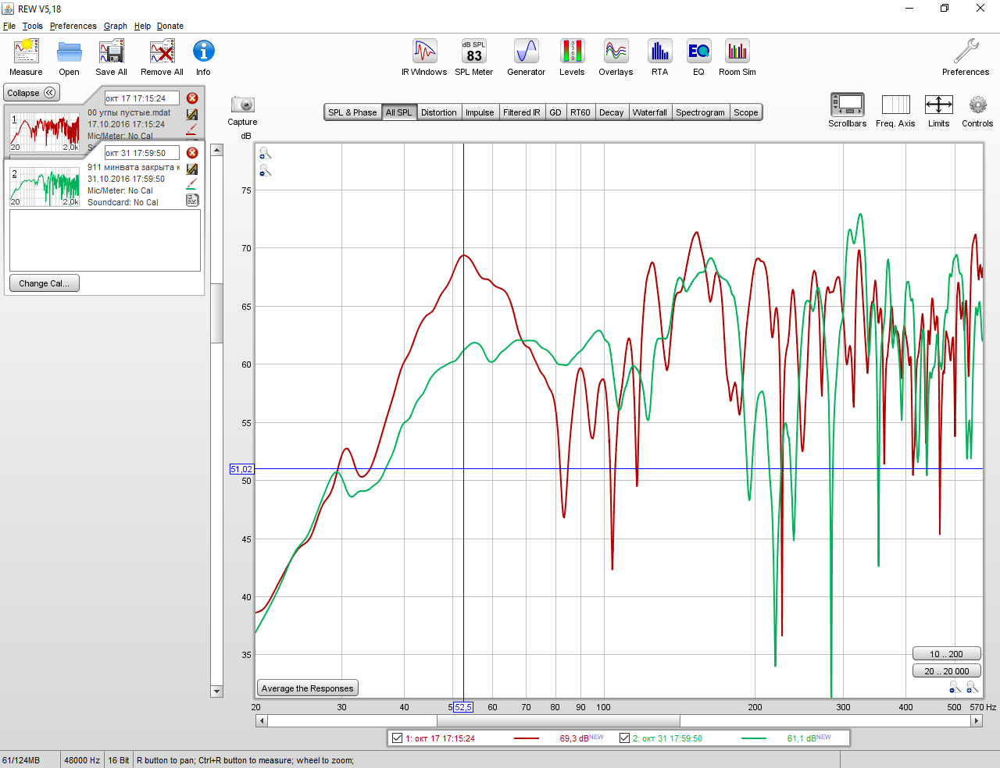 REW V5,18
File Tools Preferences Graph Help Donate
Measure Open Save All Remove All Info IR Windows SPL Meter Generator Levels Overlays RTA EQ Room Sim Preferences
dB SPL
83
EQ
Collapse
окт 17 17:15:24
1
00 углы пустые.mdat
17.10.2016 17:15:24
Mic/Meter: No Cal
20 2,0k
окт 31 17:59:50
2
911 минвата закрыта к
31.10.2016 17:59:50
Mic/Meter: No Cal
Soundcard: No Cal
20 2,0k
Change Cal...
Capture
SPL & Phase All SPL Distortion Impulse Filtered IR GD RT60 Decay Waterfall Spectrogram Scope
Scrollbars Freq. Axis Limits Controls
dB
75
70
65
60
55
51,02
50
45
40
35
10 .. 200
20 .. 20 000
Average the Responses
20 30 40 5 52,5 60 70 80 90 100 200 300 400 500 570 Hz
1: окт 17 17:15:24 69,3 dB NEW 2: окт 31 17:59:50 61,1 dB NEW
61/124MB 48000 Hz 16 Bit R button to pan; Ctrl+R button to measure; wheel to zoom;